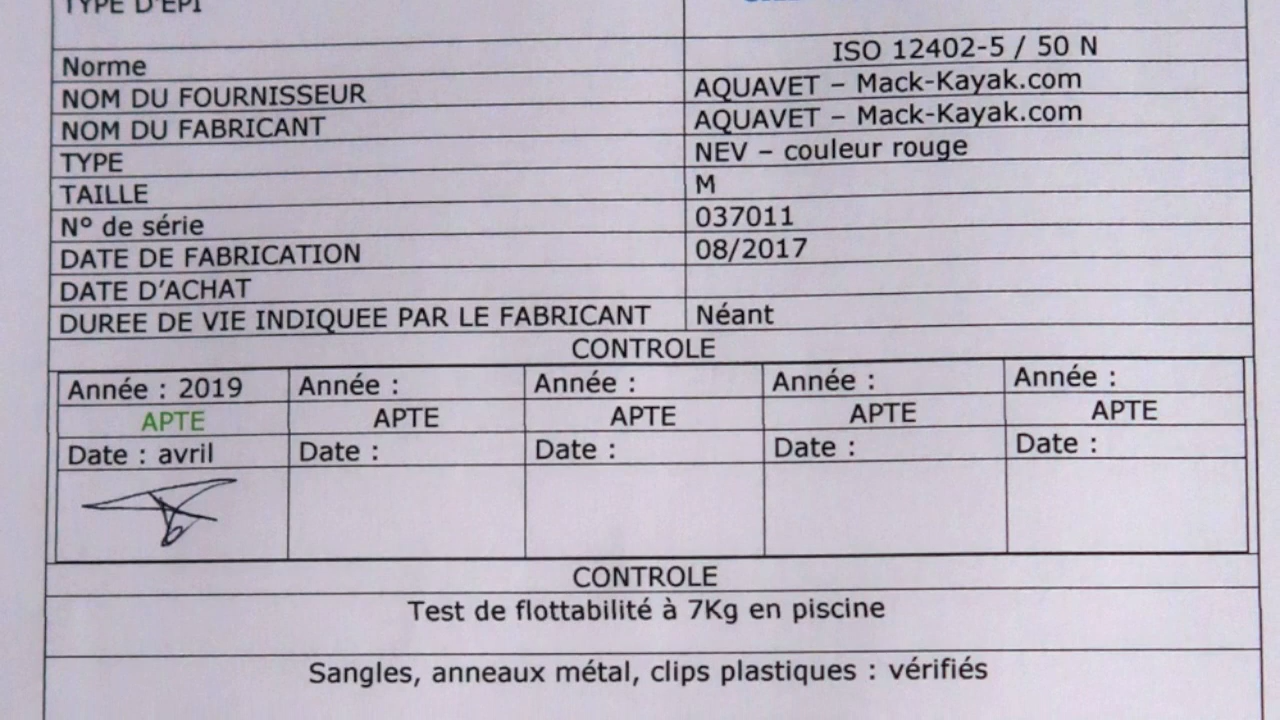 TYPE D'EPI
Norme ISO 12402-5 / 50 N
NOM DU FOURNISSEUR AQUAVET – Mack-Kayak.com
NOM DU FABRICANT AQUAVET – Mack-Kayak.com
TYPE NEV – couleur rouge
TAILLE M
N° de série 037011
DATE DE FABRICATION 08/2017
DATE D'ACHAT
DUREE DE VIE INDIQUEE PAR LE FABRICANT Néant
CONTROLE
Année : 2019 Année : Année : Année : Année :
APTE APTE APTE APTE APTE
Date : avril Date : Date : Date : Date :
CONTROLE
Test de flottabilité à 7Kg en piscine
Sangles, anneaux métal, clips plastiques : vérifiés